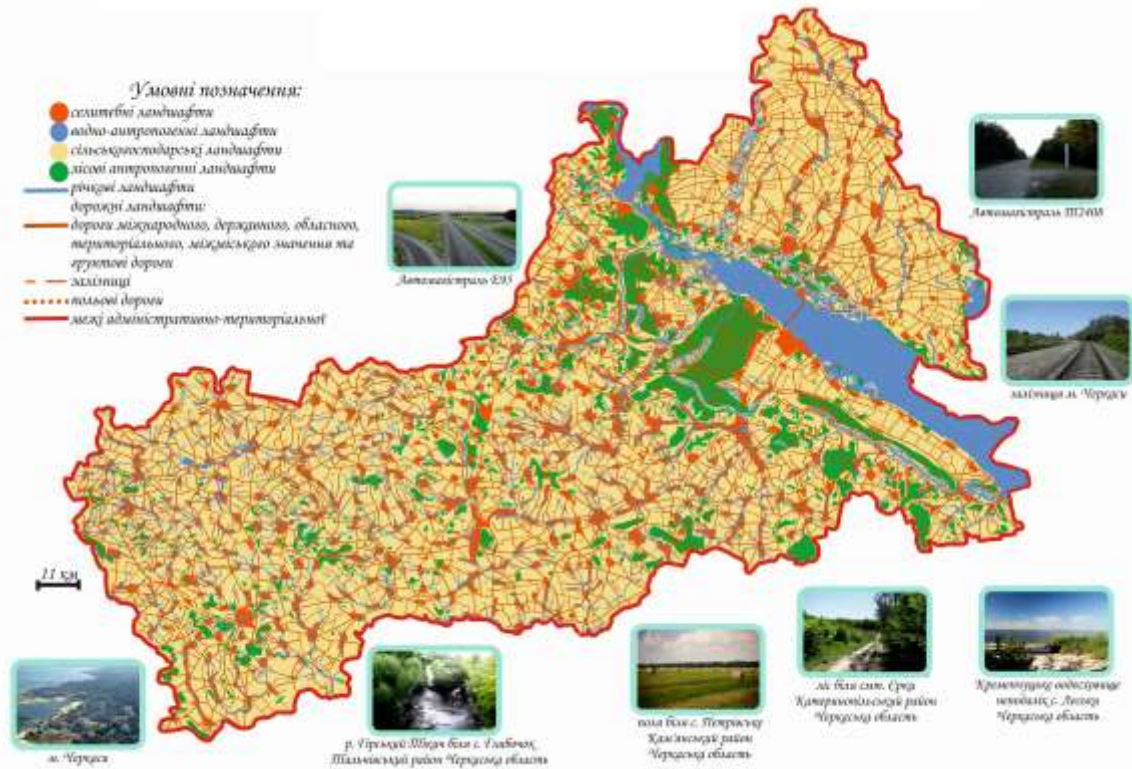 Умовні позначення:
селитебні ландшафти
водно-антропогенні ландшафти
сільськогосподарські ландшафти
лісові антропогенні ландшафти
річкові ландшафти
дорожні ландшафти:
дороги міжнародного, державного, обласного,
територіального, міжміського значення та
ґрунтові дороги
залізниці
польові дороги
межі адміністративно-територіальної
Автомагістраль Е95
Автомагістраль Т2408
залізниця м. Черкаси
11 км
м. Черкаси
р. Гірський Тікич біля с. Глибочок
Тальнівський район Черкаська область
поля біля с. Петрівське
Кам'янський район
Черкаська область
ліс біля смт. Єрки
Катеринопільський район
Черкаська область
Кременчуцьке водосховище
неподалік с. Леськи
Черкаська область